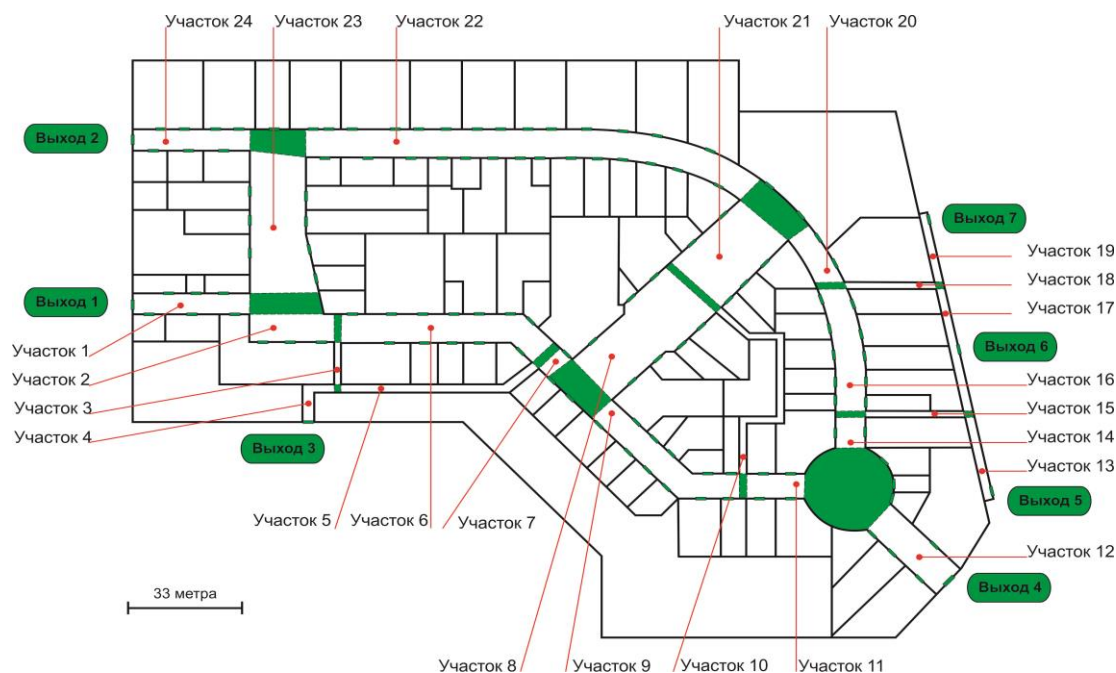 Участок 24
Участок 23
Участок 22
Участок 21
Участок 20
Выход 2
Выход 7
Участок 19
Участок 18
Участок 17
Выход 1
Выход 6
Участок 1
Участок 2
Участок 16
Участок 3
Участок 15
Участок 4
Участок 14
Выход 3
Участок 13
Выход 5
Участок 5
Участок 6
Участок 7
Участок 12
Выход 4
33 метра
Участок 8
Участок 9
Участок 10
Участок 11